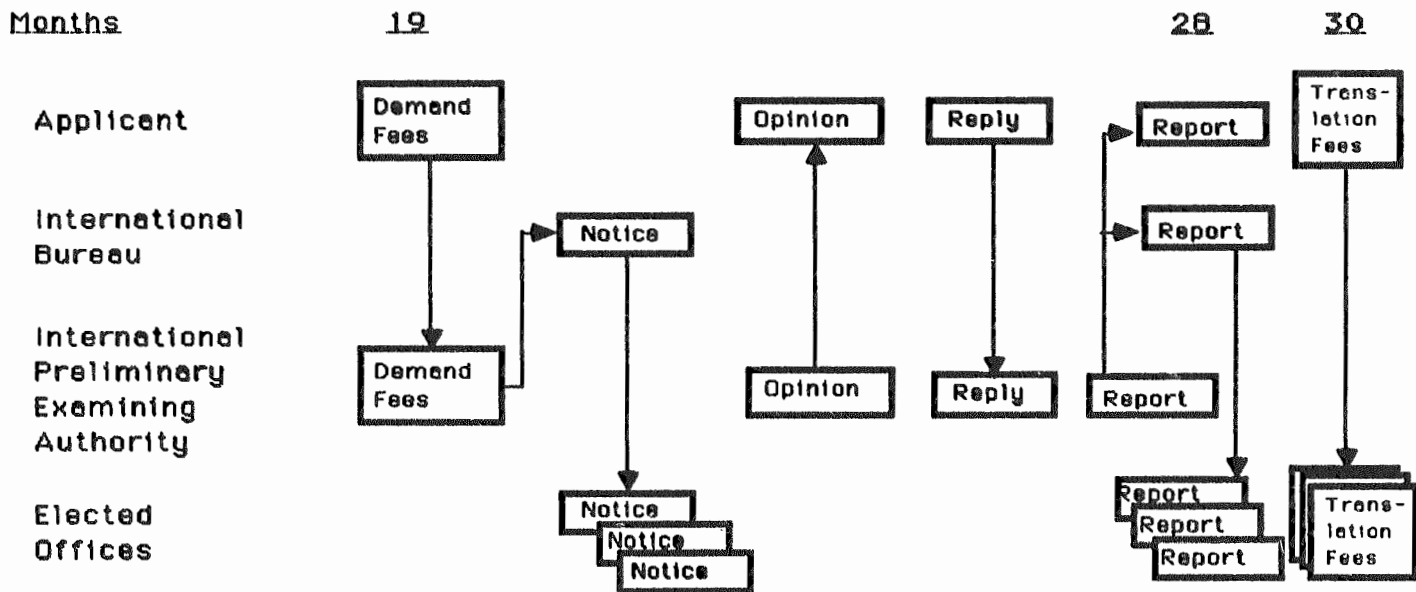 Months 19 28 30
Applicant
Demand
Fees
Opinion
Reply
Report
Trans-
lation
Fees
International
Bureau
Notice
Report
International
Preliminary
Examining
Authority
Demand
Fees
Opinion
Reply
Report
Elected
Offices
Notice
Notice
Notice
Report
Report
Report
Trans-
lation
Fees